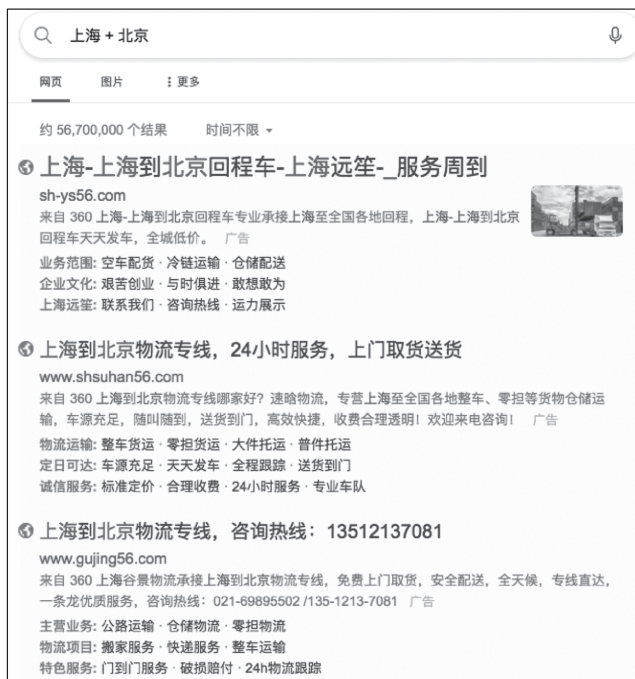 上海 + 北京
网页 图片 更多
约 56,700,000 个结果 时间不限
上海-上海到北京回程车-上海远笙-_服务周到
sh-ys56.com
来自 360 上海-上海到北京回程车专业承接上海至全国各地回程，上海-上海到北京
回程车天天发车，全城低价。 广告
业务范围: 空车配货 · 冷链运输 · 仓储配送
企业文化: 艰苦创业 · 与时俱进 · 敢想敢为
上海远笙: 联系我们 · 咨询热线 · 运力展示
上海到北京物流专线，24小时服务，上门取货送货
www.shsuhan56.com
来自 360 上海到北京物流专线哪家好？速晗物流，专营上海至全国各地整车、零担等货物仓储运
输，车源充足，随叫随到，送货到门，高效快捷，收费合理透明！欢迎来电咨询！ 广告
物流运输: 整车货运 · 零担货运 · 大件托运 · 普件托运
定日可达: 车源充足 · 天天发车 · 全程跟踪 · 送货到门
诚信服务: 标准定价 · 合理收费 · 24小时服务 · 专业车队
上海到北京物流专线，咨询热线：13512137081
www.gujing56.com
来自 360 上海谷景物流承接上海到北京物流专线，免费上门取货，安全配送，全天候，专线直达，
一条龙优质服务，咨询热线：021-69895502 /135-1213-7081 广告
主营业务: 公路运输 · 仓储物流 · 零担物流
物流项目: 搬家服务 · 快递服务 · 整车运输
特色服务: 门到门服务 · 破损赔付 · 24h物流跟踪